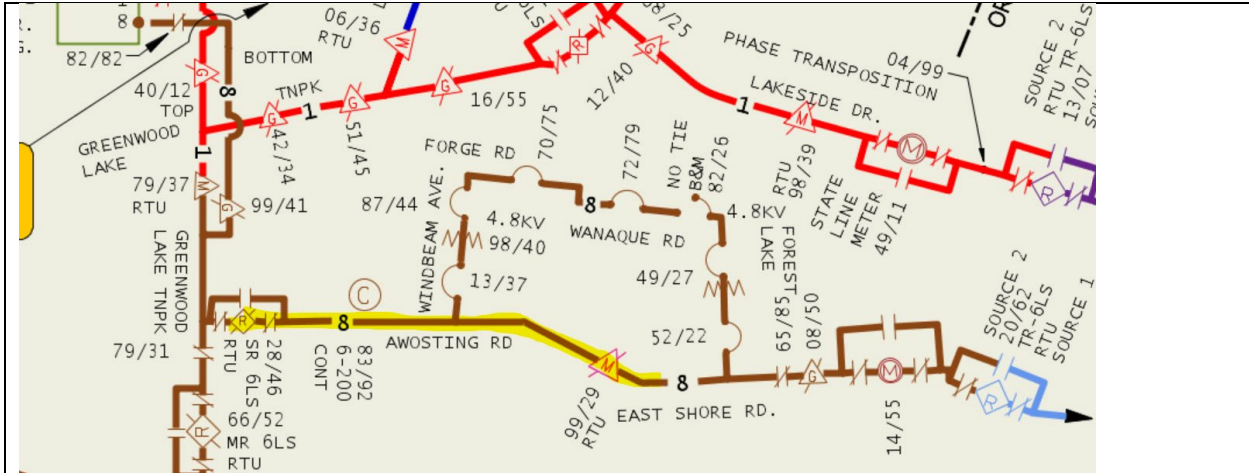 8
82/82
BOTTOM
06/36
RTU
M
6LS
R
08/25
G
PHASE TRANSPOSITION
04/99
OR
SOURCE 2
RTU TR-6LS
13/07
G
40/12
TOP
8
TNPK
G
G
1
G
16/55
12/40
1
LAKESIDE DR.
M
GREENWOOD
LAKE
42/34
51/45
FORGE RD
70/75
72/79
NO TIE
B&M
82/26
RTU
98/39
M
STATE
LINE
METER
49/11
R
1
79/37
RTU
M
G
99/41
87/44
WINDBEAM AVE.
4.8KV
98/40
8
WANAQUE RD
4.8KV
FOREST
LAKE
GREENWOOD
LAKE TNPK
13/37
49/27
C
R
8
AWOSTING RD
52/22
58/59
08/50
SOURCE 2
20/62
TR-6LS
RTU
SOURCE 1
79/31
RTU
SR 6LS
28/46
CONT
6-200
83/92
M
8
G
M
R
99/29
RTU
EAST SHORE RD.
14/55
66/52
MR 6LS
RTU
R